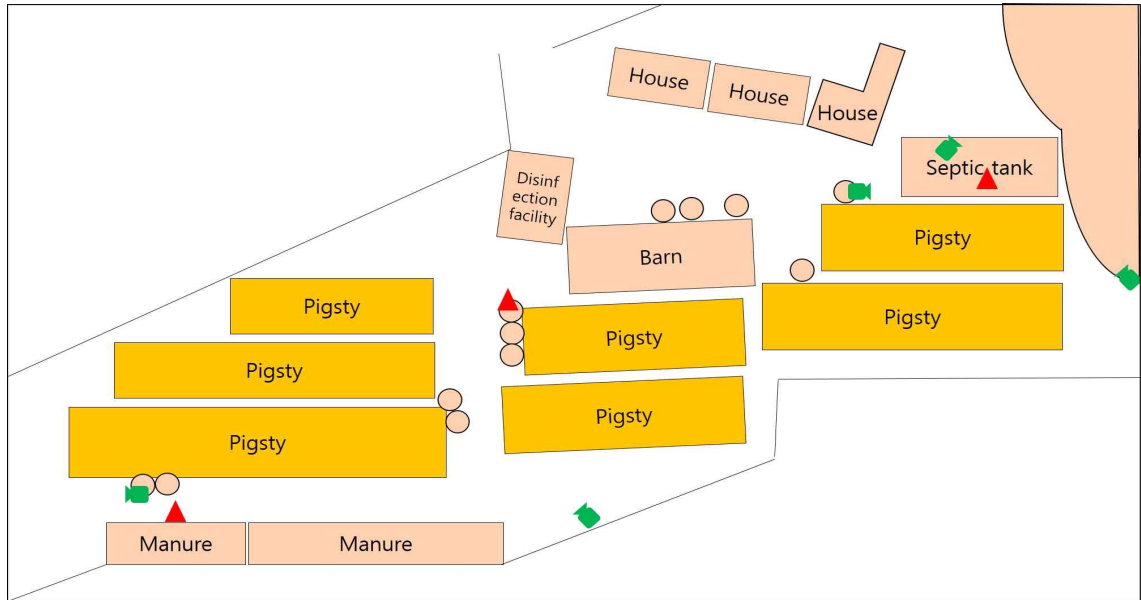 House
House
House
Septic tank
Disinf
ection
facility
Pigsty
Barn
Pigsty
Pigsty
Pigsty
Pigsty
Pigsty
Pigsty
Manure
Manure